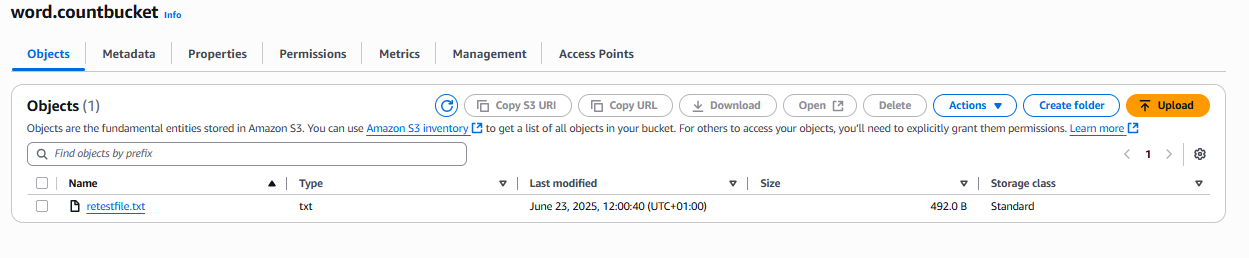 word.countbucket Info
Objects Metadata Properties Permissions Metrics Management Access Points
Objects (1) Copy S3 URI Copy URL Download Open Delete Actions Create folder Upload
Objects are the fundamental entities stored in Amazon S3. You can use Amazon S3 inventory to get a list of all objects in your bucket. For others to access your objects, you'll need to explicitly grant them permissions. Learn more
Find objects by prefix 1
Name Type Last modified Size Storage class
retestfile.txt txt June 23, 2025, 12:00:40 (UTC+01:00) 492.0 B Standard